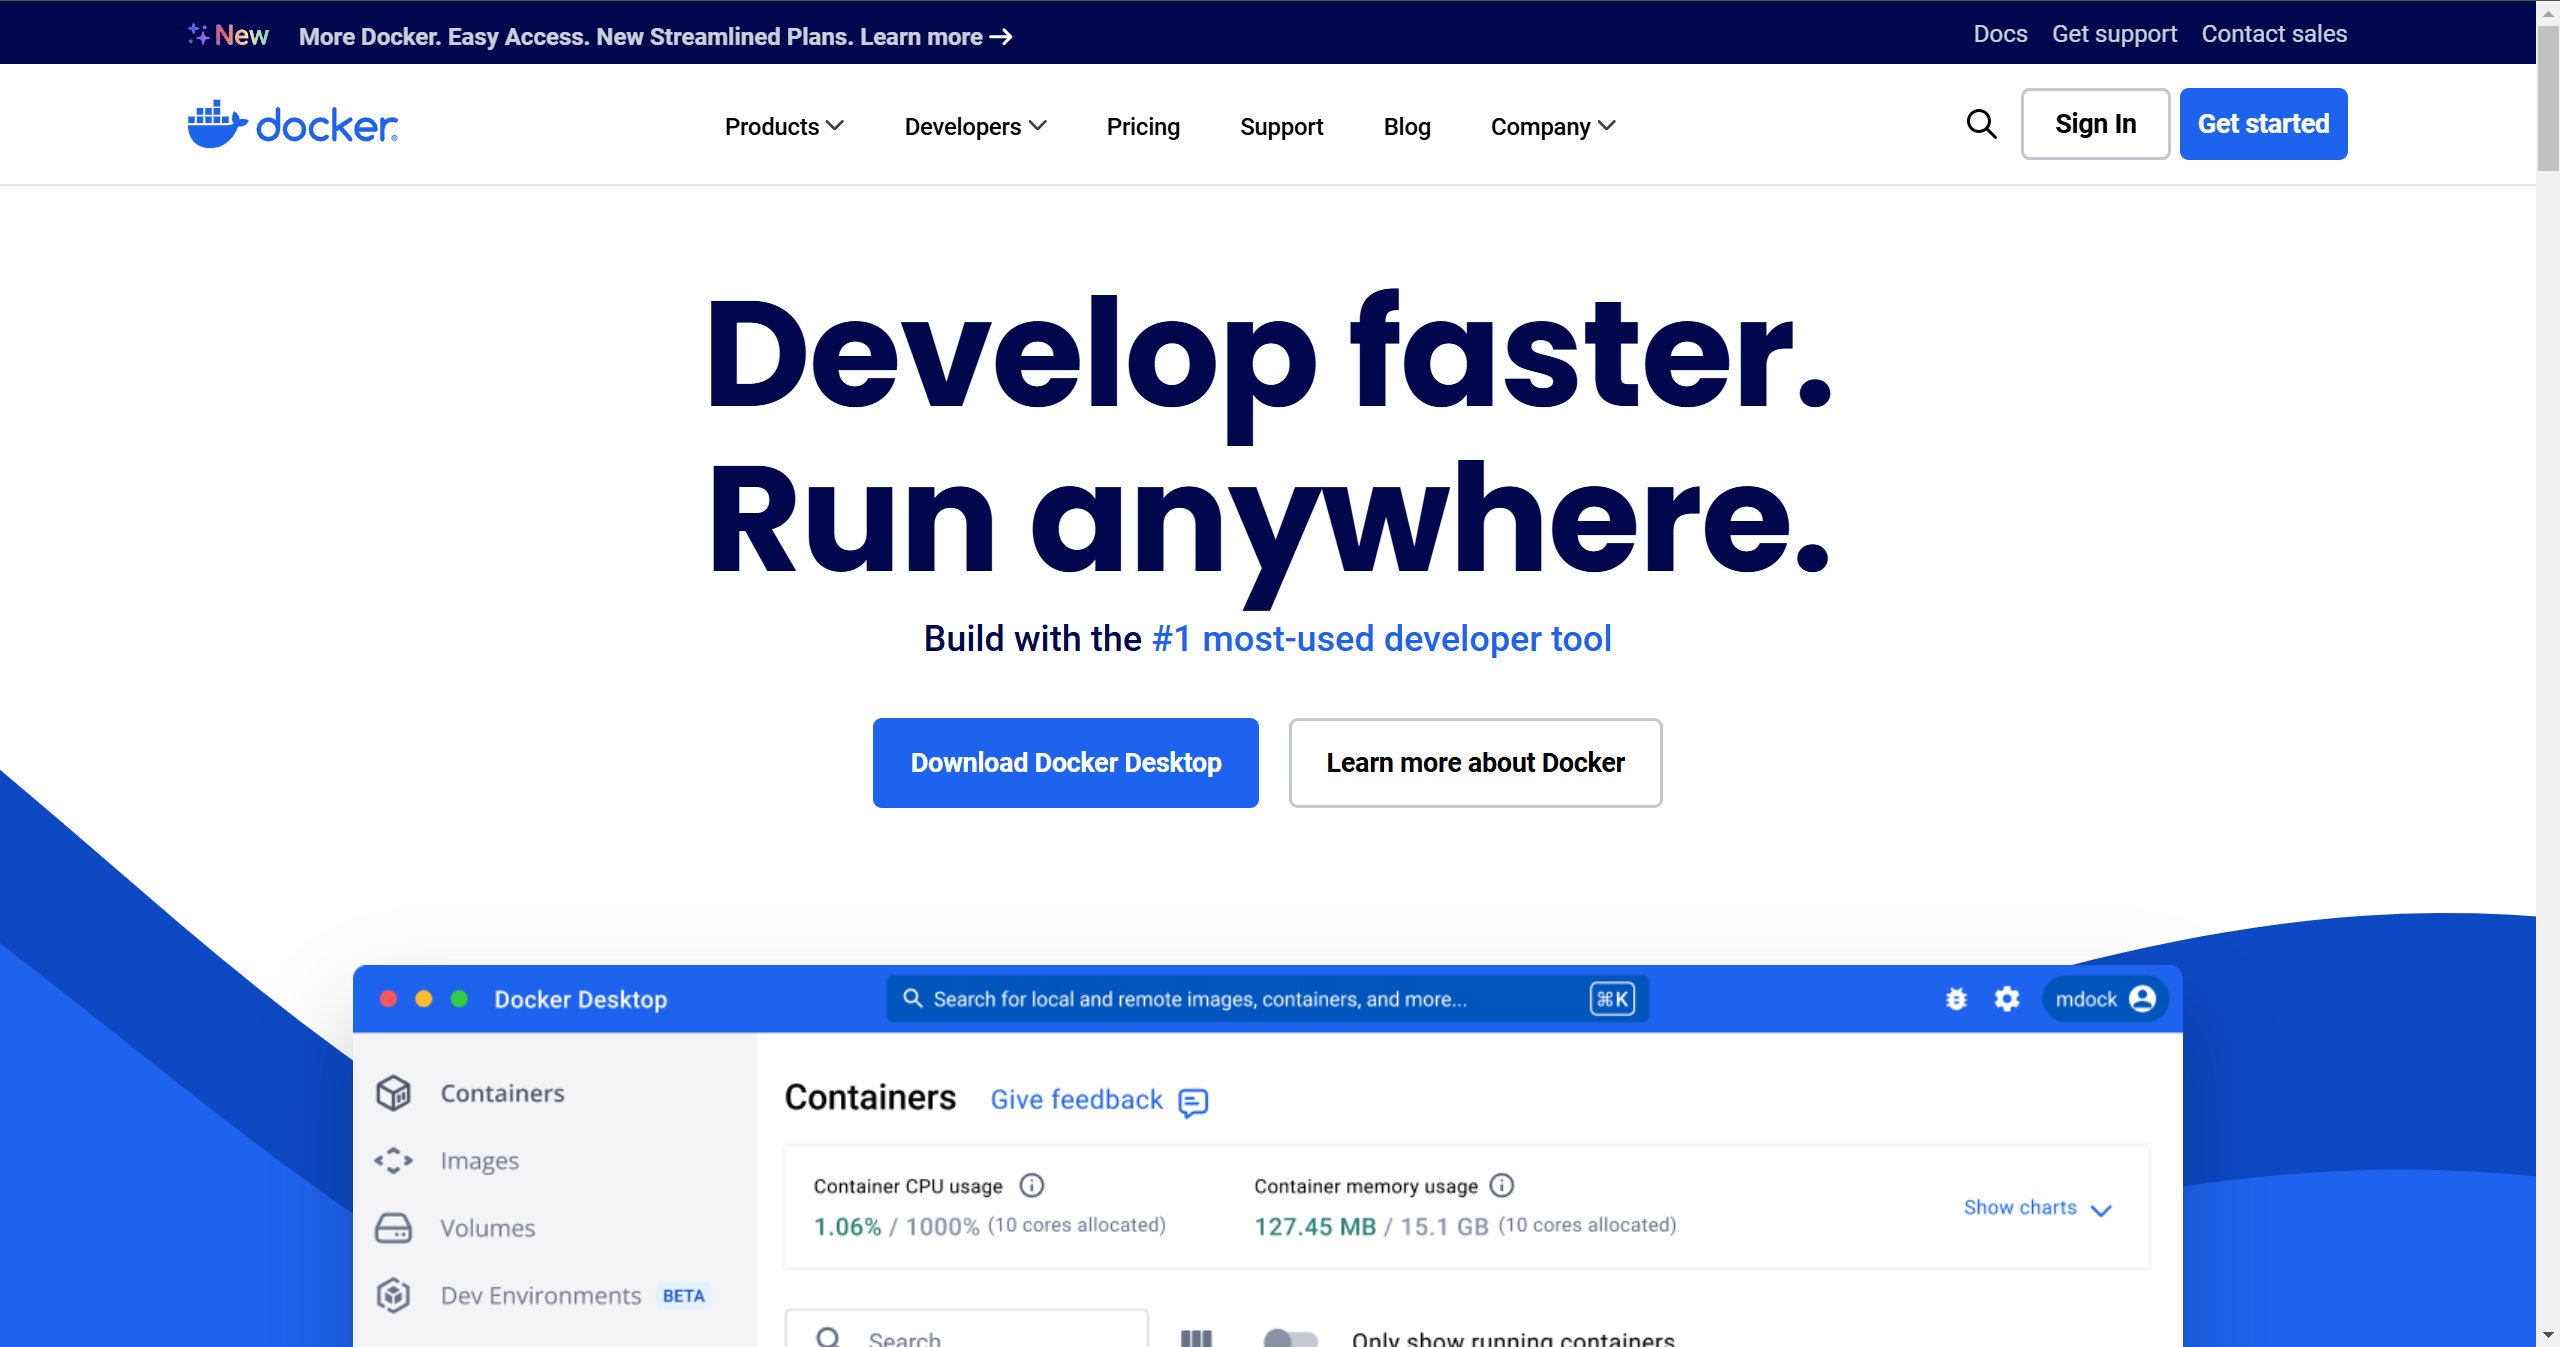 New More Docker. Easy Access. New Streamlined Plans. Learn more →
Docs Get support Contact sales
docker®
Products Developers Pricing Support Blog Company
Sign In Get started
Develop faster.
Run anywhere.
Build with the #1 most-used developer tool
Download Docker Desktop Learn more about Docker
Docker Desktop Search for local and remote images, containers, and more... ⌘K mdock
Containers
Images
Volumes
Dev Environments BETA
Containers Give feedback
Container CPU usage
1.06% / 1000% (10 cores allocated)
Container memory usage
127.45 MB / 15.1 GB (10 cores allocated)
Show charts
Search Only show running containers